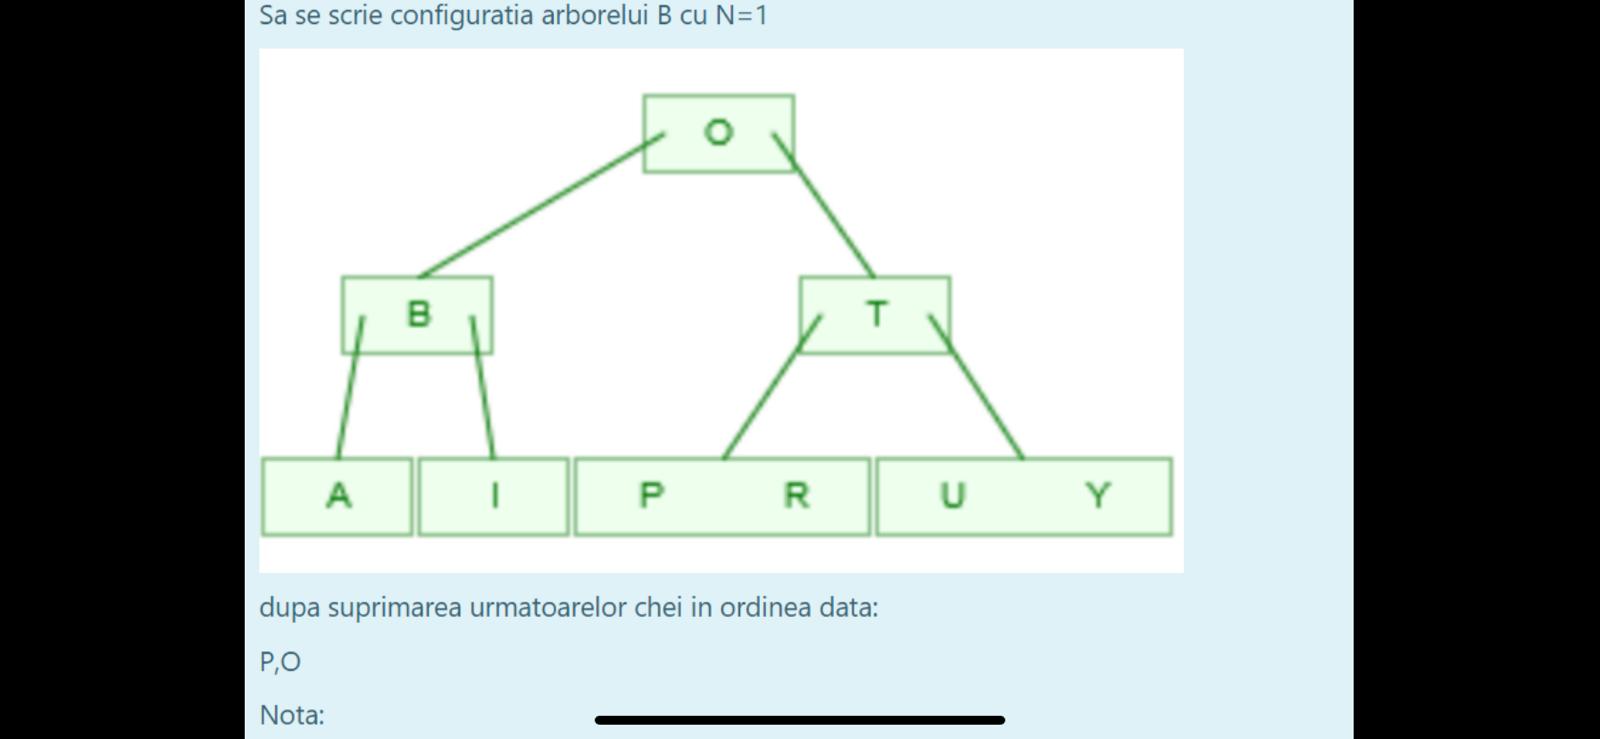 Sa se scrie configuratia arborelui B cu N=1
O
B T
A I P R U Y
dupa suprimarea urmatoarelor chei in ordinea data:
P,O
Nota: